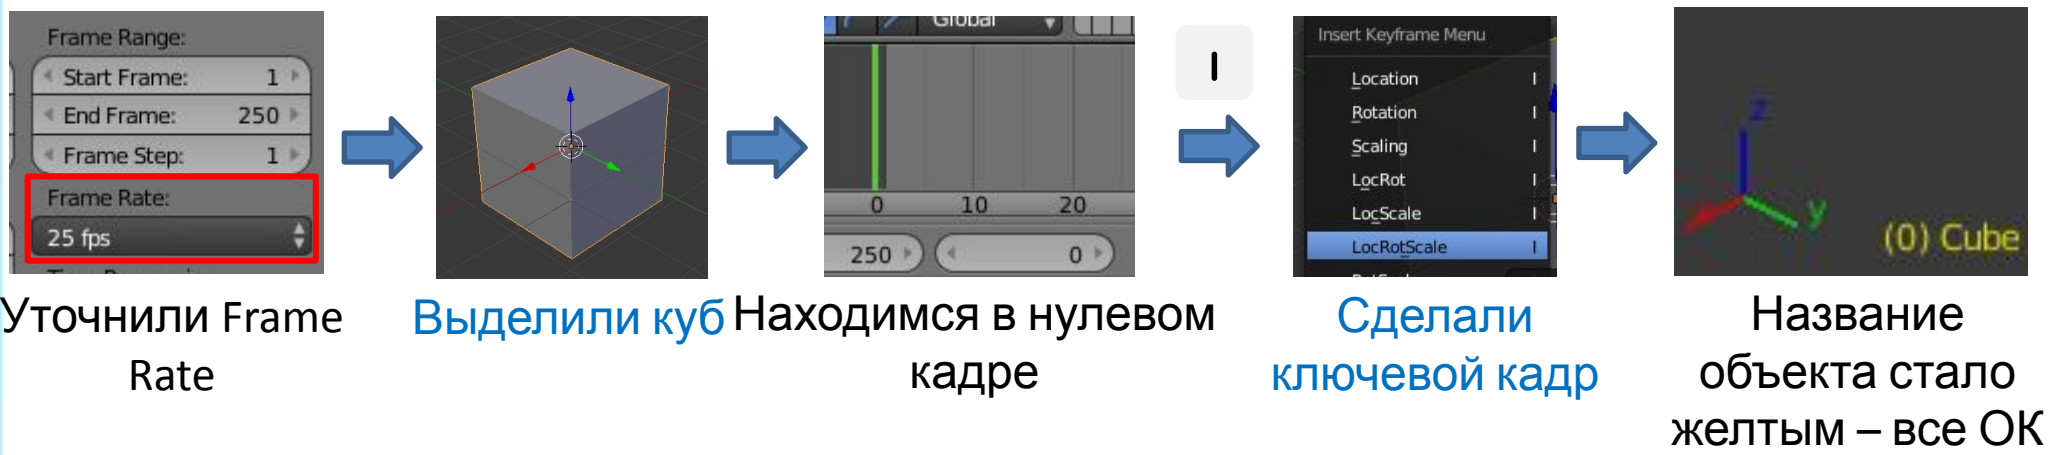 Frame Range:
Start Frame: 1
End Frame: 250
Frame Step: 1
Frame Rate:
25 fps
Global
0 10 20
250 0
I
Insert Keyframe Menu
Location I
Rotation I
Scaling I
LocRot I
LocScale I
LocRotScale I
z
y
(0) Cube
Уточнили Frame
Rate
Выделили куб
Находимся в нулевом
кадре
Сделали
ключевой кадр
Название
объекта стало
желтым – все ОК